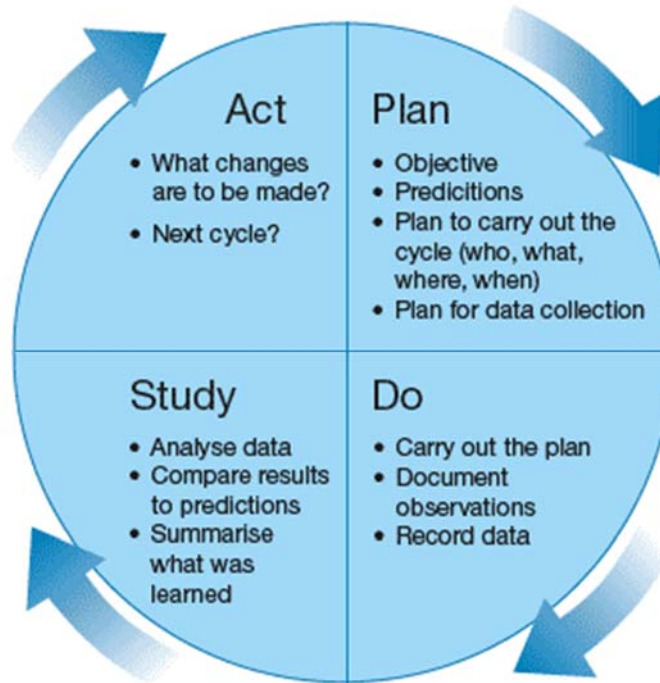 Act
• What changes
are to be made?
• Next cycle?
Plan
• Objective
• Predicitions
• Plan to carry out the
cycle (who, what,
where, when)
• Plan for data collection
Study
• Analyse data
• Compare results
to predictions
• Summarise
what was
learned
Do
• Carry out the plan
• Document
observations
• Record data